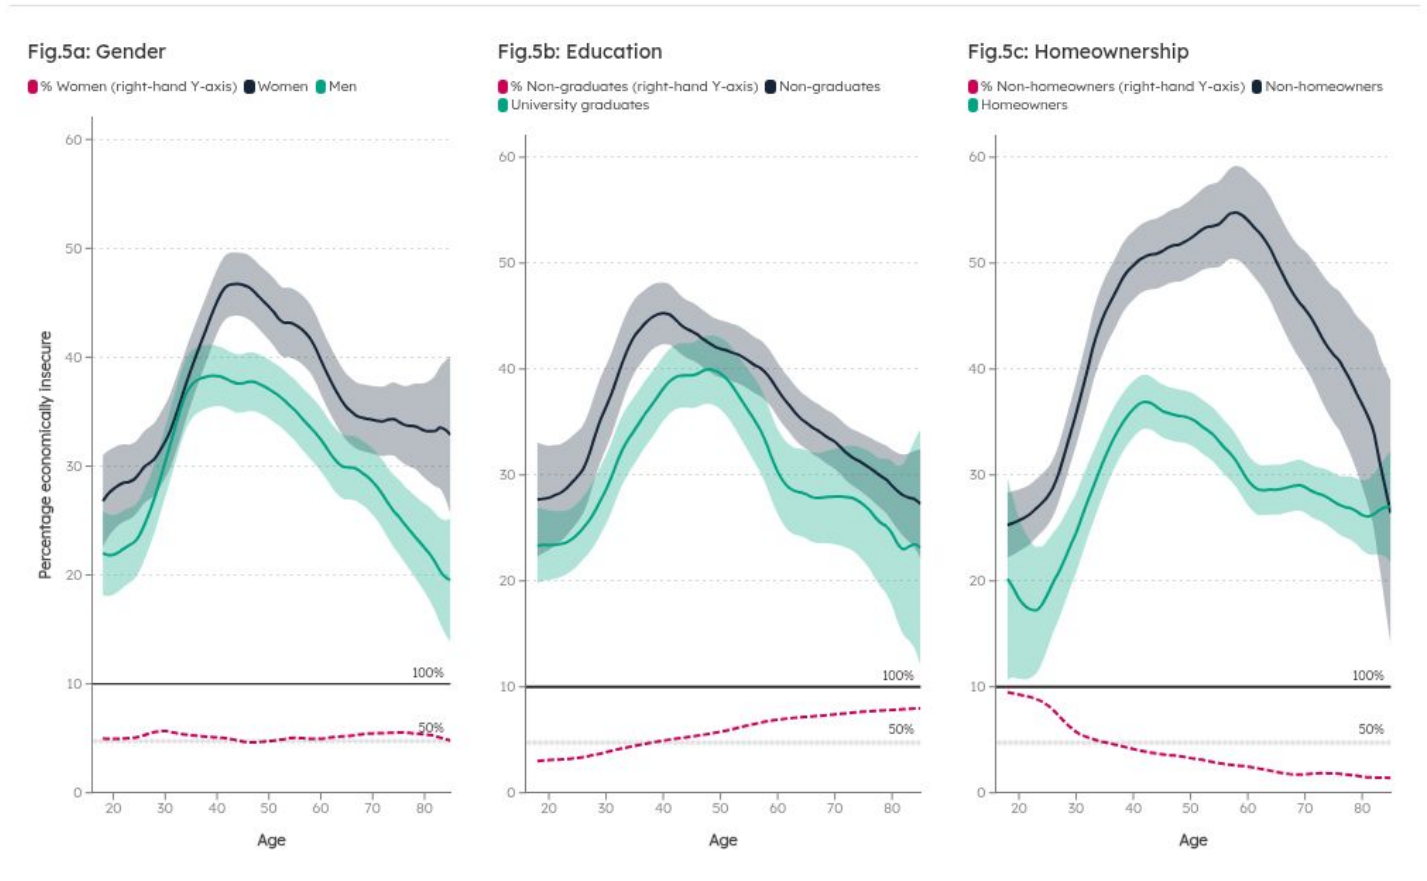 Fig.5a: Gender
% Women (right-hand Y-axis) Women Men
Percentage economically insecure
60
50
40
30
20
10
0
100%
50%
20 30 40 50 60 70 80
Age
Fig.5b: Education
% Non-graduates (right-hand Y-axis) Non-graduates
University graduates
60
50
40
30
20
10
0
100%
50%
20 30 40 50 60 70 80
Age
Fig.5c: Homeownership
% Non-homeowners (right-hand Y-axis) Non-homeowners
Homeowners
60
50
40
30
20
10
0
100%
50%
20 30 40 50 60 70 80
Age